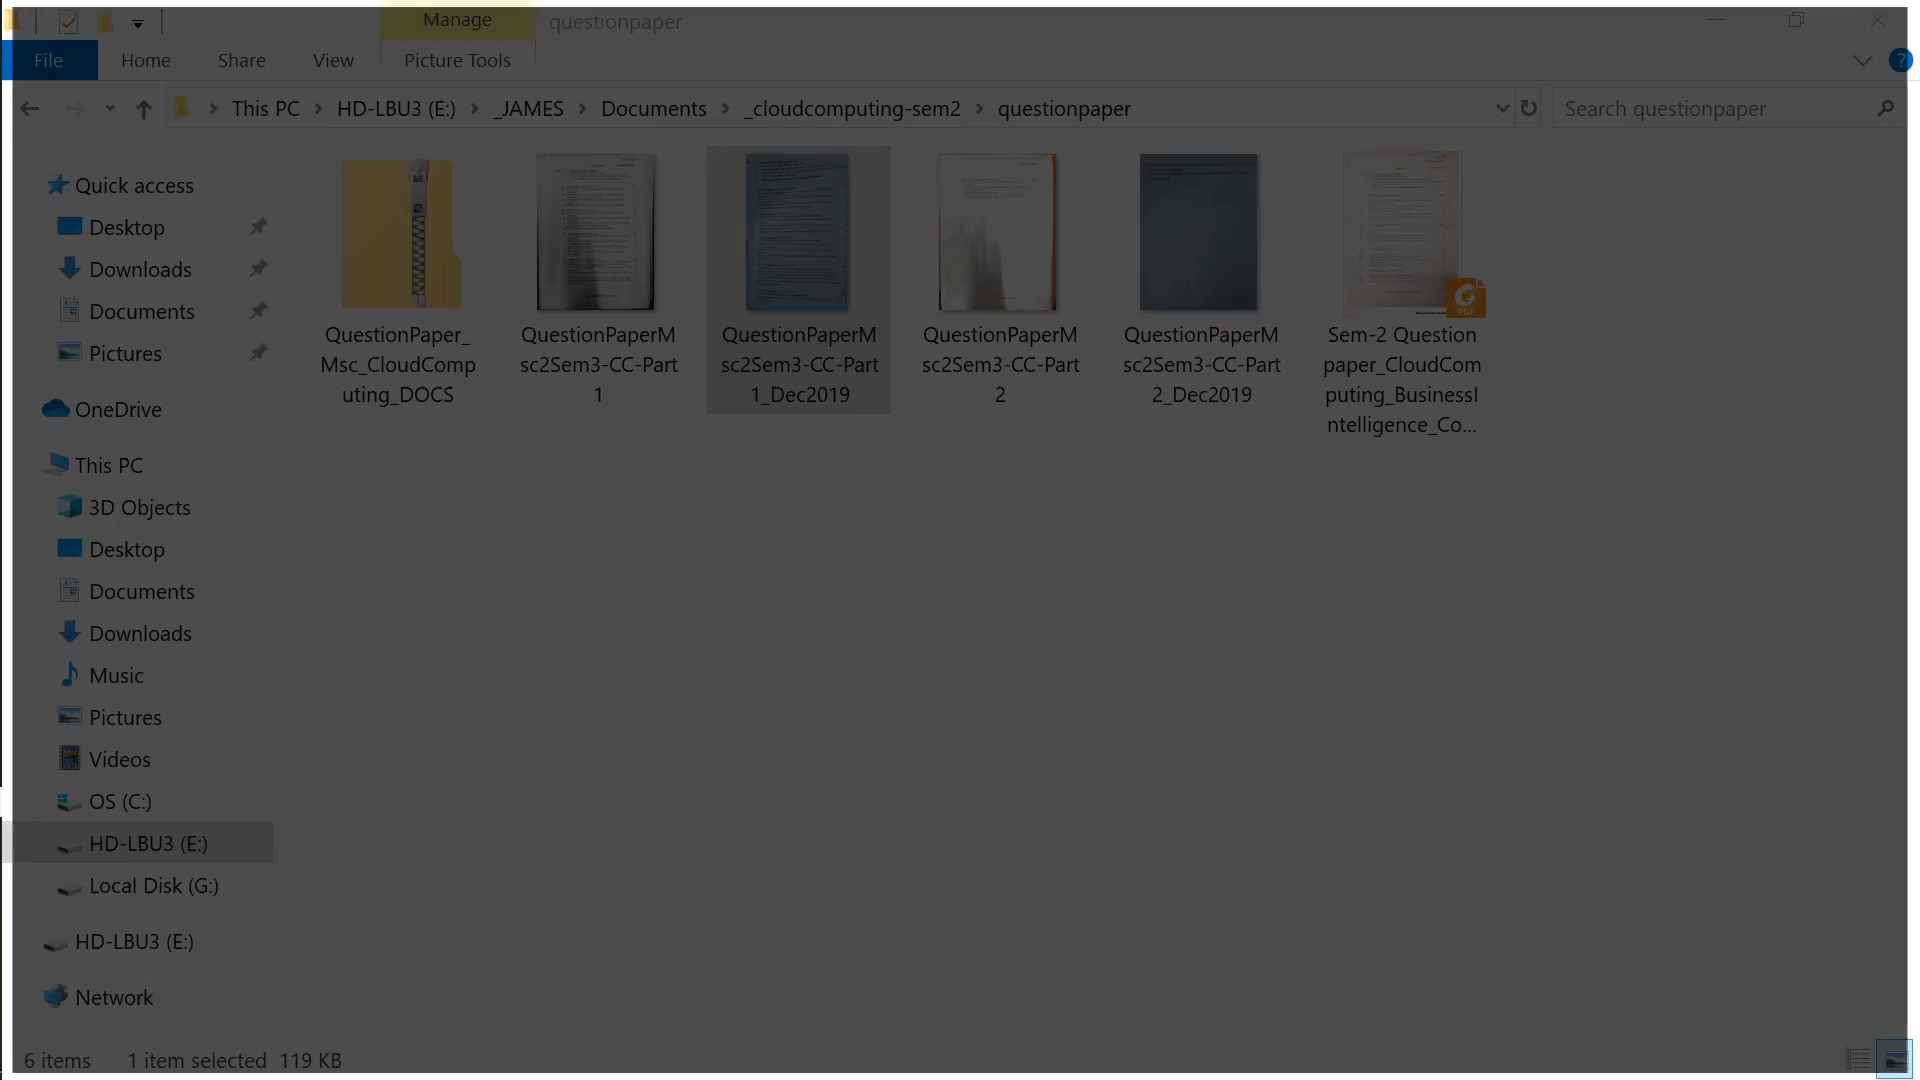 Manage
questionpaper
File
Home
Share
View
Picture Tools
This PC
HD-LBU3 (E:)
_JAMES
Documents
_cloudcomputing-sem2
questionpaper
Search questionpaper
Quick access
Desktop
Downloads
Documents
Pictures
OneDrive
This PC
3D Objects
Desktop
Documents
Downloads
Music
Pictures
Videos
OS (C:)
HD-LBU3 (E:)
Local Disk (G:)
HD-LBU3 (E:)
Network
QuestionPaper_
Msc_CloudComp
uting_DOCS
QuestionPaperM
sc2Sem3-CC-Part
1
QuestionPaperM
sc2Sem3-CC-Part
1_Dec2019
QuestionPaperM
sc2Sem3-CC-Part
2
QuestionPaperM
sc2Sem3-CC-Part
2_Dec2019
PDF
Sem-2 Question
paper_CloudCom
puting_BusinessI
ntelligence_Co...
6 items
1 item selected
119 KB